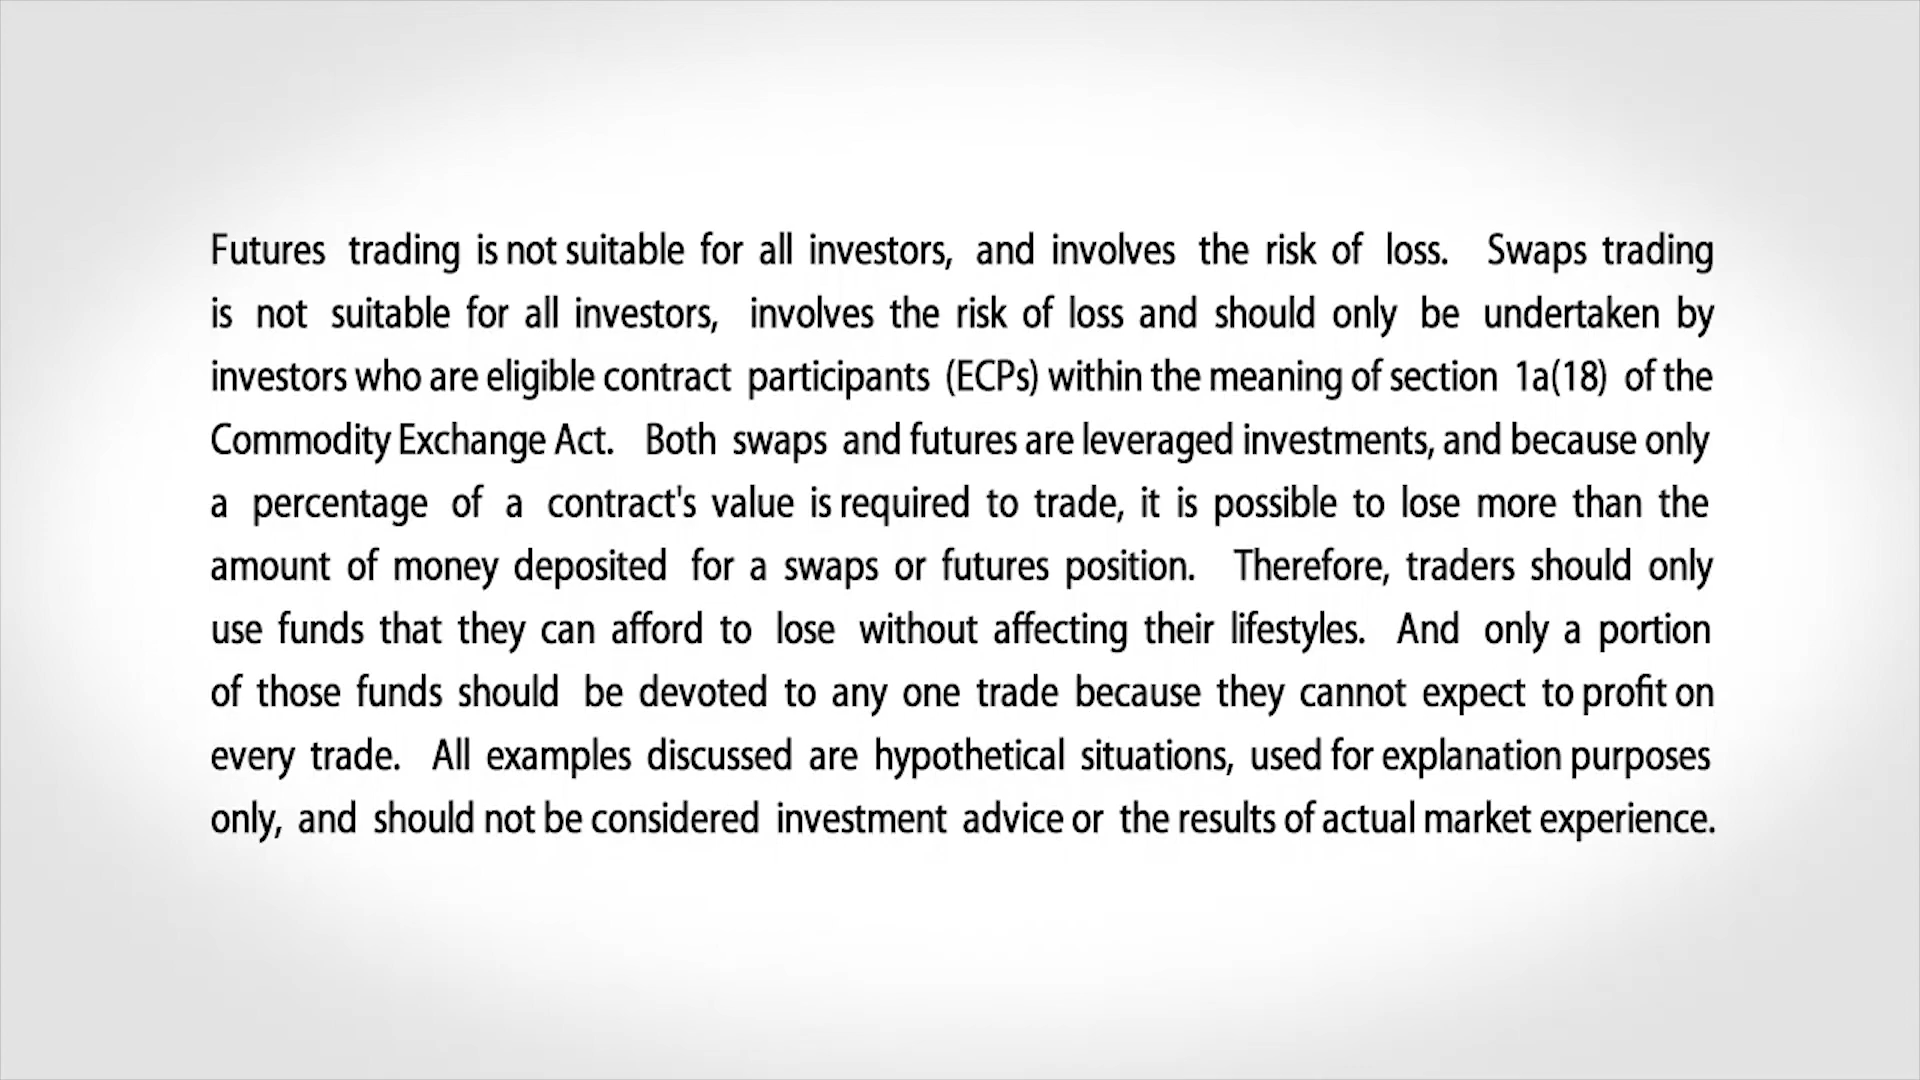 Futures trading is not suitable for all investors, and involves the risk of loss. Swaps trading
is not suitable for all investors, involves the risk of loss and should only be undertaken by
investors who are eligible contract participants (ECPs) within the meaning of section 1a(18) of the
Commodity Exchange Act. Both swaps and futures are leveraged investments, and because only
a percentage of a contract's value is required to trade, it is possible to lose more than the
amount of money deposited for a swaps or futures position. Therefore, traders should only
use funds that they can afford to lose without affecting their lifestyles. And only a portion
of those funds should be devoted to any one trade because they cannot expect to profit on
every trade. All examples discussed are hypothetical situations, used for explanation purposes
only, and should not be considered investment advice or the results of actual market experience.